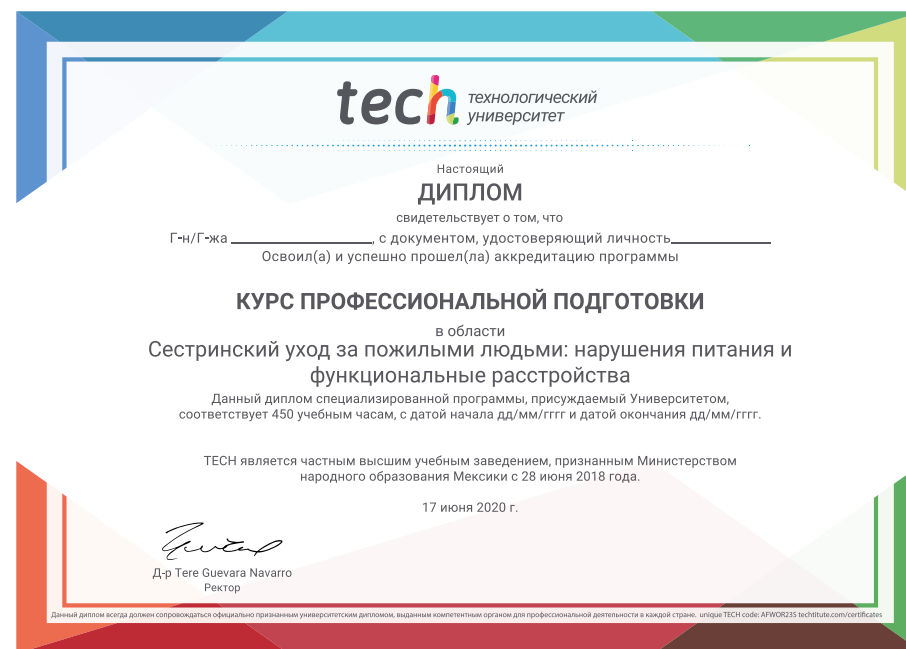 tech технологический университет
Настоящий
ДИПЛОМ
свидетельствует о том, что
Г-н/Г-жа ____________________, с документом, удостоверяющий личность______________
Освоил(а) и успешно прошел(ла) аккредитацию программы
КУРС ПРОФЕССИОНАЛЬНОЙ ПОДГОТОВКИ
в области
Сестринский уход за пожилыми людьми: нарушения питания и
функциональные расстройства
Данный диплом специализированной программы, присуждаемый Университетом,
соответствует 450 учебным часам, с датой начала дд/мм/гггг и датой окончания дд/мм/гггг.
TECH является частным высшим учебным заведением, признанным Министерством
народного образования Мексики с 28 июня 2018 года.
17 июня 2020 г.
Д-р Tere Guevara Navarro
Ректор
Данный диплом всегда должен сопровождаться официально признанным университетским дипломом, выданным компетентным органом для профессиональной деятельности в каждой стране. unique TECH code: AFWOR23S techtitute.com/certificates